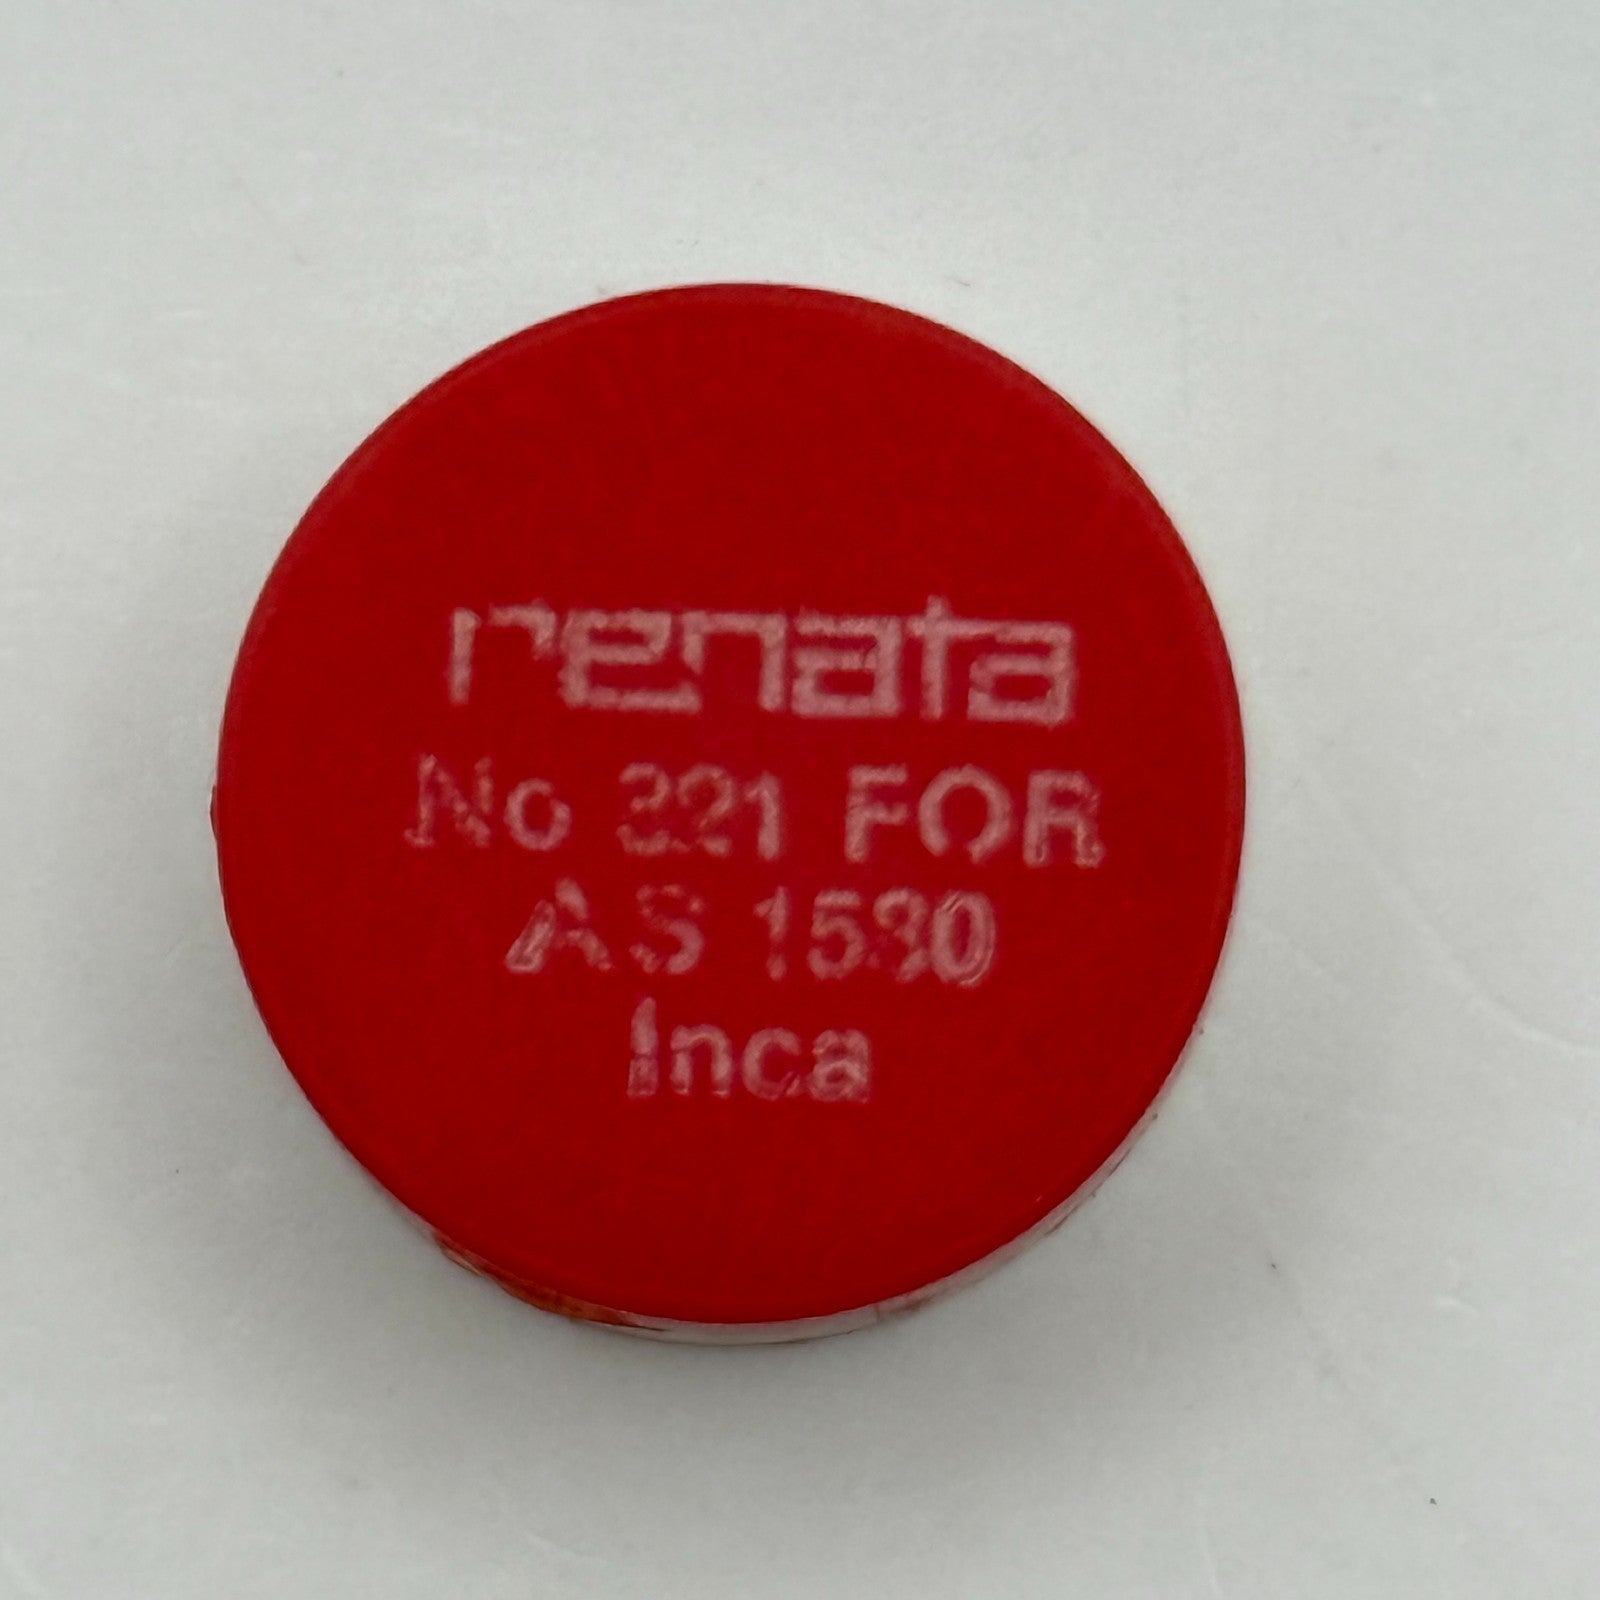 renata
No 321 FOR
AS 1580
Inca